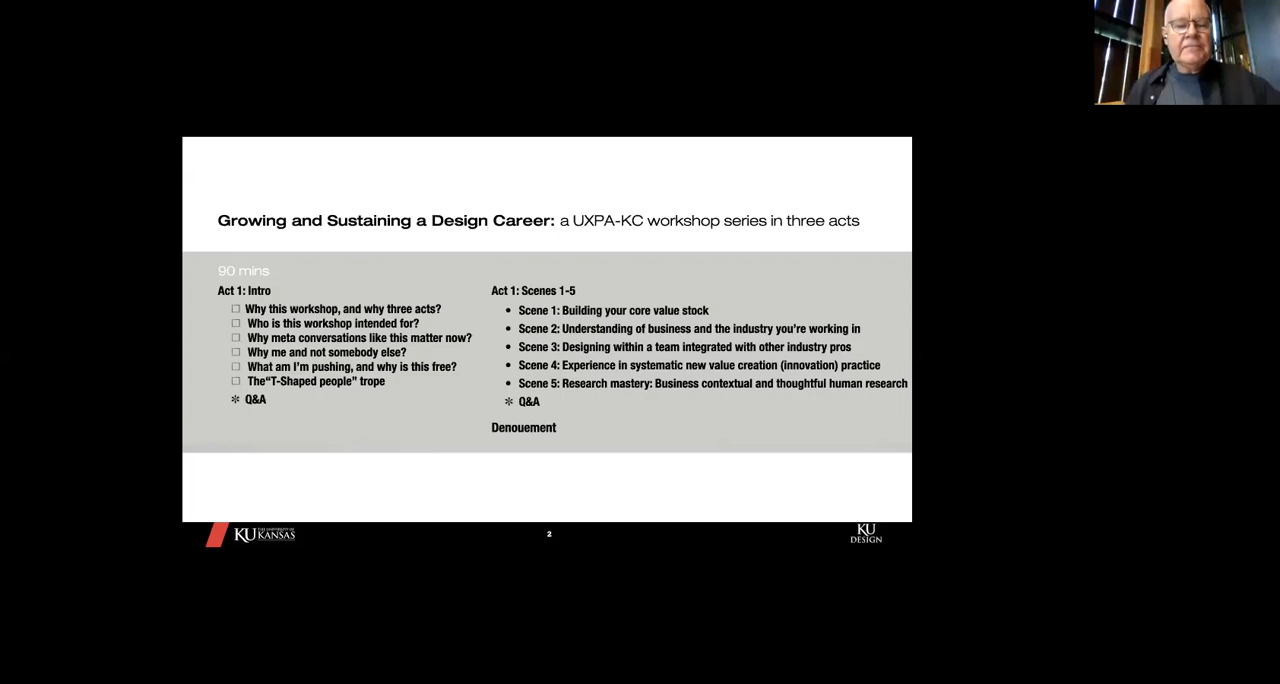 Growing and Sustaining a Design Career: a UXPA-KC workshop series in three acts
90 mins
Act 1: Intro
☐ Why this workshop, and why three acts?
☐ Who is this workshop intended for?
☐ Why meta conversations like this matter now?
☐ Why me and not somebody else?
☐ What am I'm pushing, and why is this free?
☐ The"T-Shaped people" trope
✻ Q&A
Act 1: Scenes 1-5
• Scene 1: Building your core value stock
• Scene 2: Understanding of business and the industry you're working in
• Scene 3: Designing within a team integrated with other industry pros
• Scene 4: Experience in systematic new value creation (innovation) practice
• Scene 5: Research mastery: Business contextual and thoughtful human research
✻ Q&A
Denouement
KU THE UNIVERSITY OF
KANSAS
2
KU
DESIGN